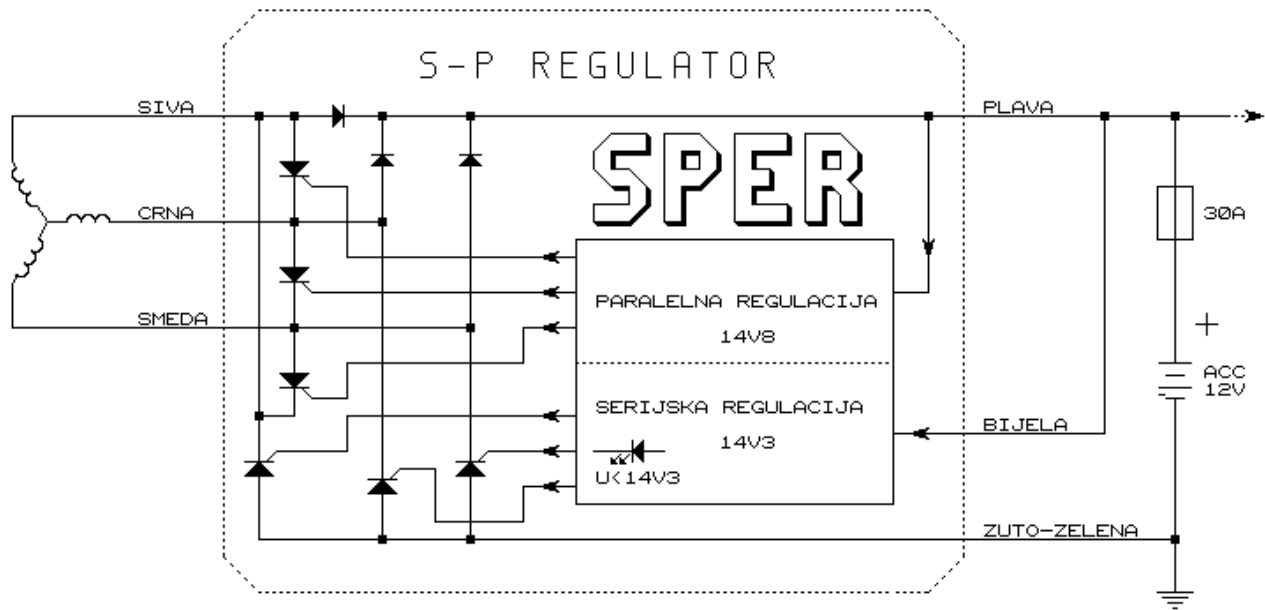 S-P REGULATOR
SIVA
PLAVA
SPER
CRNA
30A
PARALELNA REGULACIJA
14V8
SMEDA
+
ACC
12V
SERIJSKA REGULACIJA
14V3
BIJELA
U<14V3
ZUTO-ZELENA